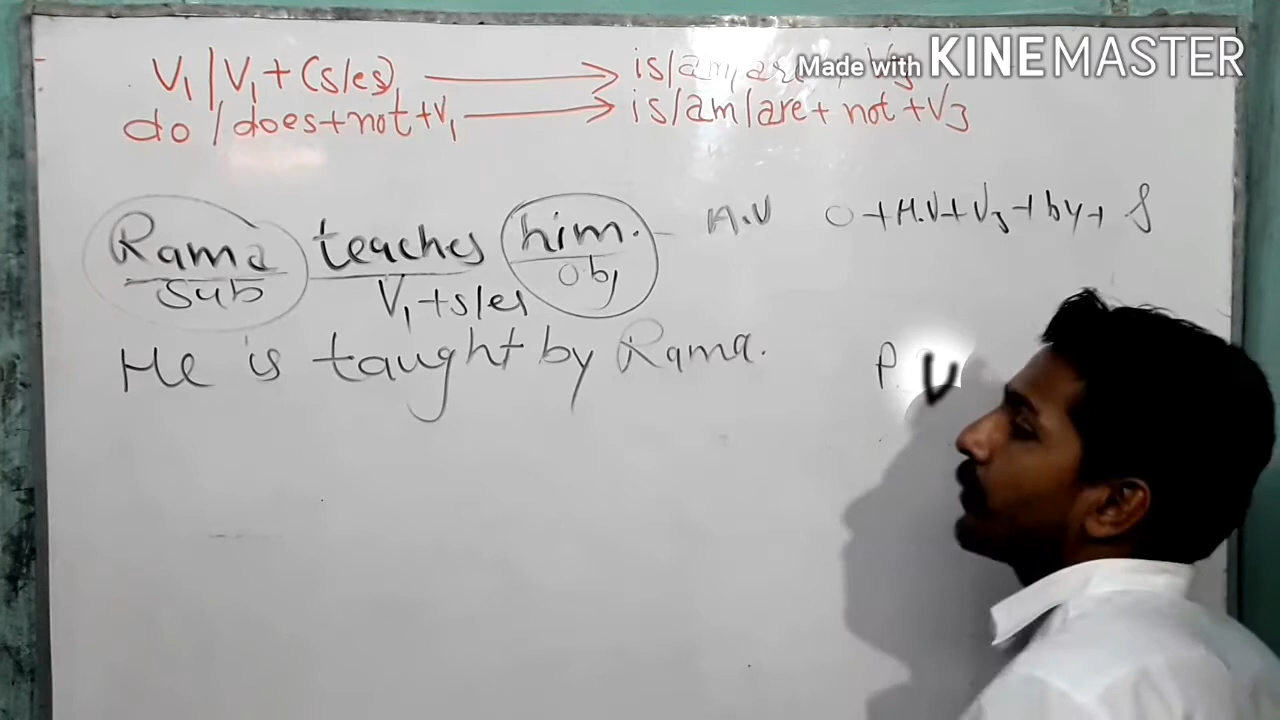 V1 | V1 + (s/es) → is/am/are
Made with KINEMASTER
do / does + not + V1 → is/am/are + not + V3
Rama teaches him. - A.V O + H.V + V3 + by + S
Sub V1 + s/es Obj
He is taught by Rama. P.V